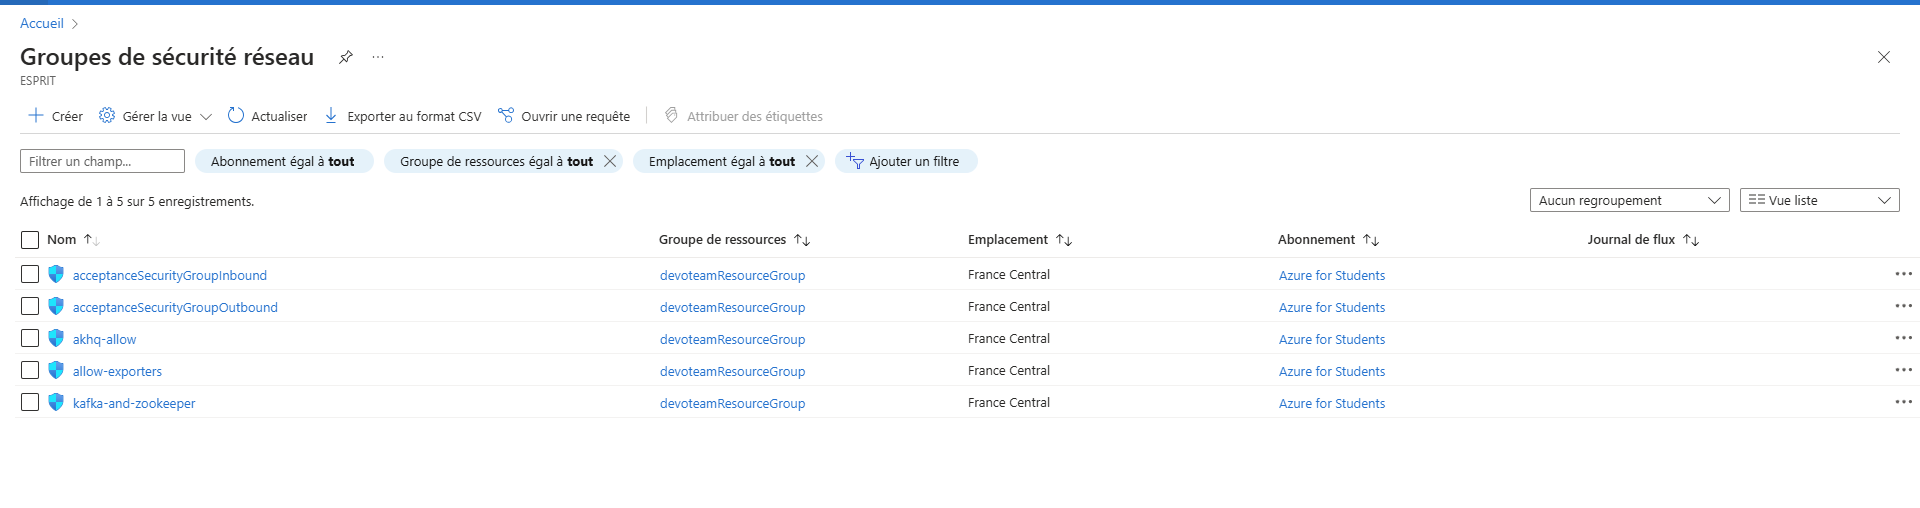 Accueil
Groupes de sécurité réseau
ESPRIT
Créer Gérer la vue Actualiser Exporter au format CSV Ouvrir une requête Attribuer des étiquettes
Filtrer un champ... Abonnement égal à tout Groupe de ressources égal à tout Emplacement égal à tout Ajouter un filtre
Affichage de 1 à 5 sur 5 enregistrements. Aucun regroupement Vue liste
Nom Groupe de ressources Emplacement Abonnement Journal de flux
acceptanceSecurityGroupInbound devoteamResourceGroup France Central Azure for Students
acceptanceSecurityGroupOutbound devoteamResourceGroup France Central Azure for Students
akhq-allow devoteamResourceGroup France Central Azure for Students
allow-exporters devoteamResourceGroup France Central Azure for Students
kafka-and-zookeeper devoteamResourceGroup France Central Azure for Students